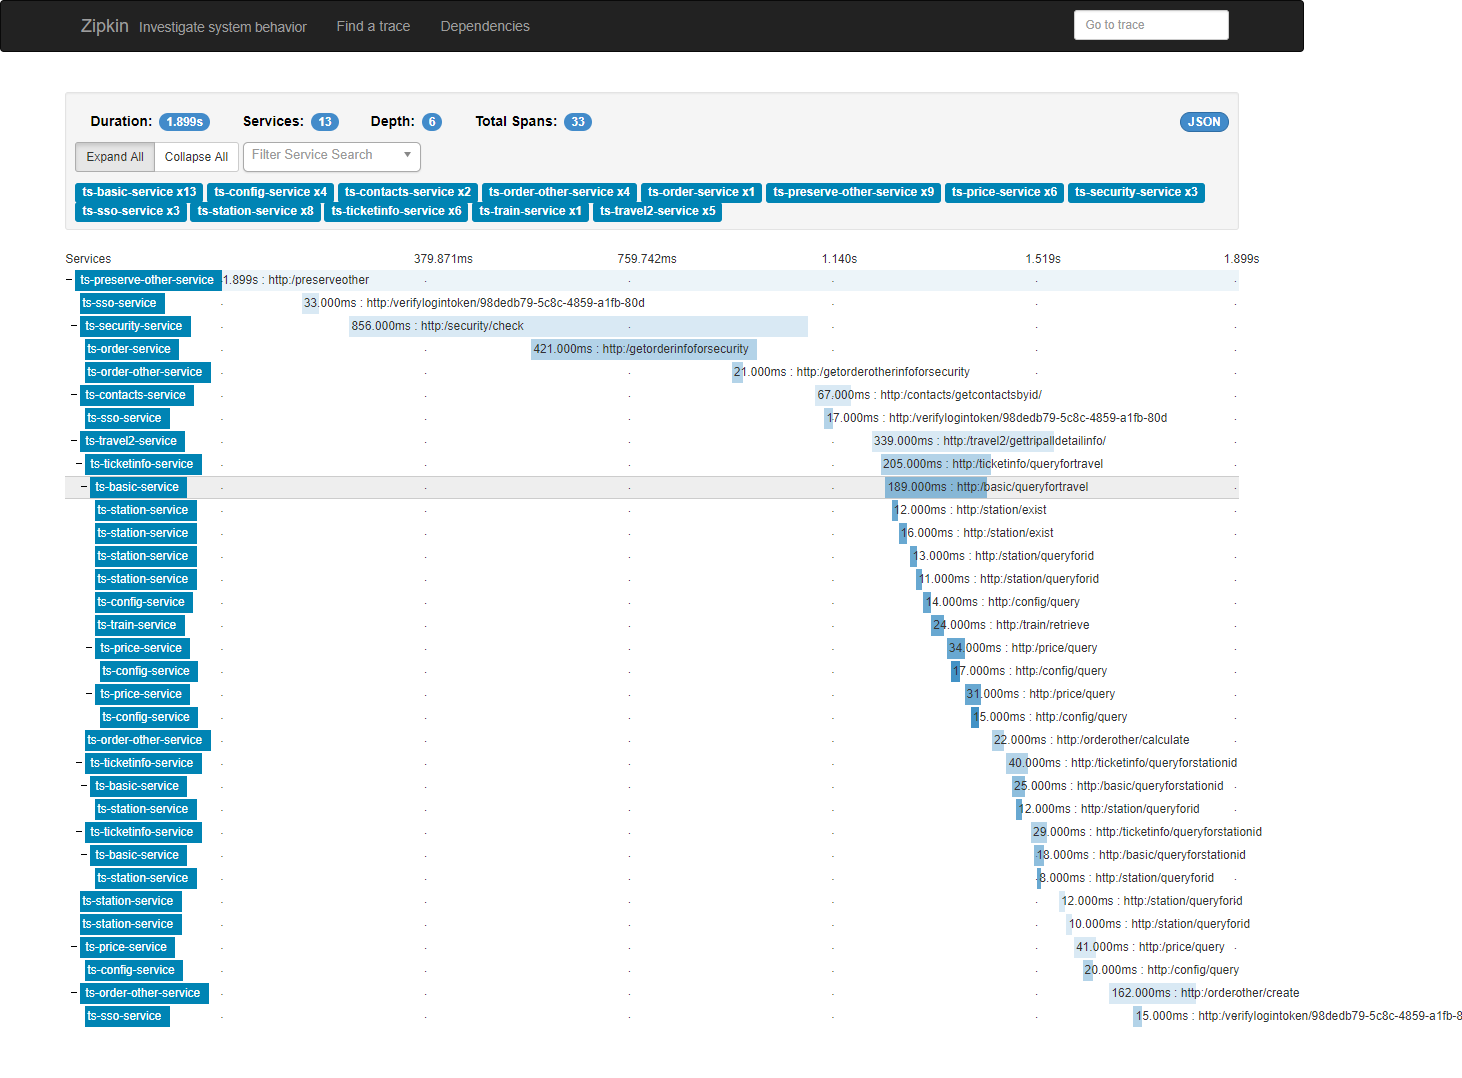 Zipkin Investigate system behavior Find a trace Dependencies Go to trace
Duration: 1.899s Services: 13 Depth: 6 Total Spans: 33 JSON
Expand All Collapse All Filter Service Search
ts-basic-service x13 ts-config-service x4 ts-contacts-service x2 ts-order-other-service x4 ts-order-service x1 ts-preserve-other-service x9 ts-price-service x6 ts-security-service x3
ts-sso-service x3 ts-station-service x8 ts-ticketinfo-service x6 ts-train-service x1 ts-travel2-service x5
Services 379.871ms 759.742ms 1.140s 1.519s 1.899s
ts-preserve-other-service 1.899s : http:/preserveother
ts-sso-service 33.000ms : http:/verifylogintoken/98dedb79-5c8c-4859-a1fb-80d
ts-security-service 856.000ms : http:/security/check
ts-order-service 421.000ms : http:/getorderinfoforsecurity
ts-order-other-service 21.000ms : http:/getorderotherinfoforsecurity
ts-contacts-service 67.000ms : http:/contacts/getcontactsbyid/
ts-sso-service 17.000ms : http:/verifylogintoken/98dedb79-5c8c-4859-a1fb-80d
ts-travel2-service 339.000ms : http:/travel2/gettripalldetailinfo/
ts-ticketinfo-service 205.000ms : http:/ticketinfo/queryfortravel
ts-basic-service 189.000ms : http:/basic/queryfortravel
ts-station-service 12.000ms : http:/station/exist
ts-station-service 16.000ms : http:/station/exist
ts-station-service 13.000ms : http:/station/queryforid
ts-station-service 11.000ms : http:/station/queryforid
ts-config-service 14.000ms : http:/config/query
ts-train-service 24.000ms : http:/train/retrieve
ts-price-service 34.000ms : http:/price/query
ts-config-service 17.000ms : http:/config/query
ts-price-service 31.000ms : http:/price/query
ts-config-service 15.000ms : http:/config/query
ts-order-other-service 22.000ms : http:/orderother/calculate
ts-ticketinfo-service 40.000ms : http:/ticketinfo/queryforstationid
ts-basic-service 25.000ms : http:/basic/queryforstationid
ts-station-service 12.000ms : http:/station/queryforid
ts-ticketinfo-service 29.000ms : http:/ticketinfo/queryforstationid
ts-basic-service 18.000ms : http:/basic/queryforstationid
ts-station-service 8.000ms : http:/station/queryforid
ts-station-service 12.000ms : http:/station/queryforid
ts-station-service 10.000ms : http:/station/queryforid
ts-price-service 41.000ms : http:/price/query
ts-config-service 20.000ms : http:/config/query
ts-order-other-service 162.000ms : http:/orderother/create
ts-sso-service 15.000ms : http:/verifylogintoken/98dedb79-5c8c-4859-a1fb-8